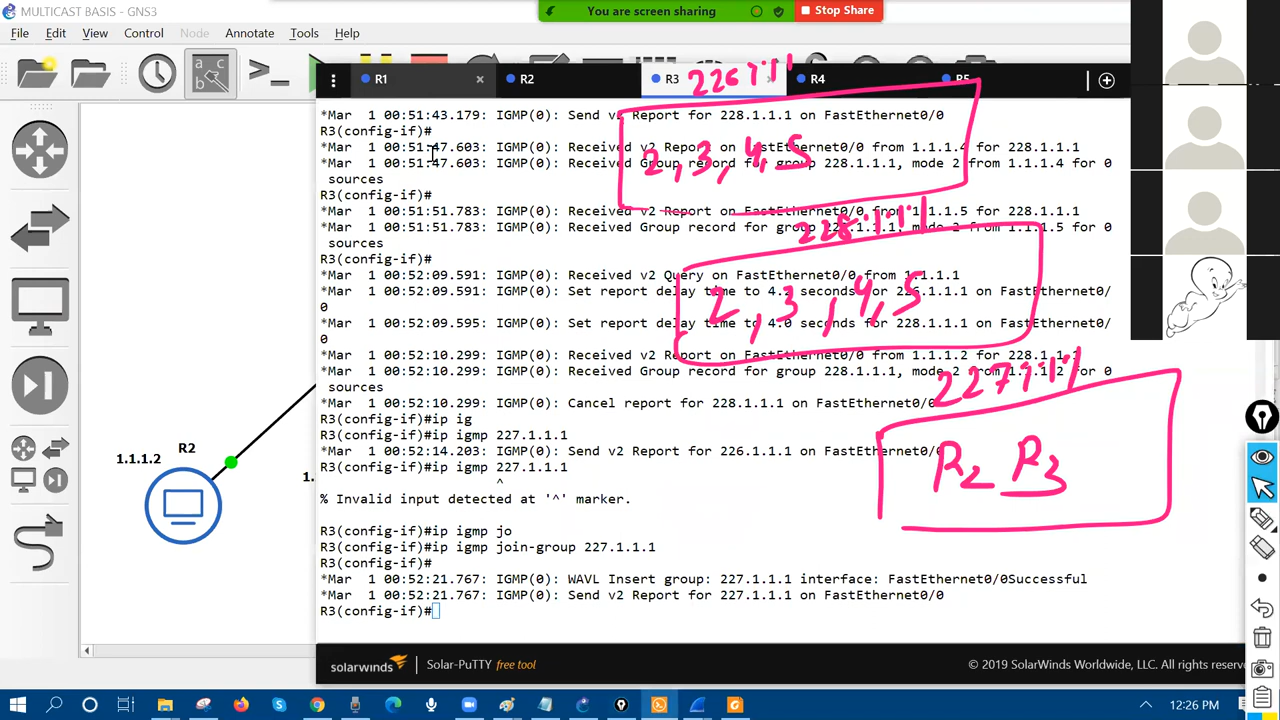 MULTICAST BASIS - GNS3
You are screen sharing
Stop Share
File Edit View Control Node Annotate Tools Help
R1 R2 R3 R4 R5
226.1.1.1
*Mar 1 00:51:43.179: IGMP(0): Send v2 Report for 228.1.1.1 on FastEthernet0/0
R3(config-if)#
*Mar 1 00:51:47.603: IGMP(0): Received v2 Report on FastEthernet0/0 from 1.1.1.4 for 228.1.1.1
*Mar 1 00:51:47.603: IGMP(0): Received Group record for group 228.1.1.1, mode 2 from 1.1.1.4 for 0
sources
2, 3, 4, 5
R3(config-if)#
*Mar 1 00:51:51.783: IGMP(0): Received v2 Report on FastEthernet0/0 from 1.1.1.5 for 228.1.1.1
*Mar 1 00:51:51.783: IGMP(0): Received Group record for group 228.1.1.1, mode 2 from 1.1.1.5 for 0
sources
228.1.1.1
R3(config-if)#
*Mar 1 00:52:09.591: IGMP(0): Received v2 Query on FastEthernet0/0 from 1.1.1.1
*Mar 1 00:52:09.591: IGMP(0): Set report delay time to 4.2 seconds for 226.1.1.1 on FastEthernet0/
0
2, 3, 4, 5
*Mar 1 00:52:09.595: IGMP(0): Set report delay time to 4.0 seconds for 228.1.1.1 on FastEthernet0/
0
*Mar 1 00:52:10.299: IGMP(0): Received v2 Report on FastEthernet0/0 from 1.1.1.2 for 228.1.1.1
*Mar 1 00:52:10.299: IGMP(0): Received Group record for group 228.1.1.1, mode 2 from 1.1.1.2 for 0
sources
227.1.1.1
*Mar 1 00:52:10.299: IGMP(0): Cancel report for 228.1.1.1 on FastEthernet0/0
R3(config-if)#ip ig
R3(config-if)#ip igmp 227.1.1.1
*Mar 1 00:52:14.203: IGMP(0): Send v2 Report for 226.1.1.1 on FastEthernet0/0
R3(config-if)#ip igmp 227.1.1.1
^
% Invalid input detected at '^' marker.
R2 R3
R3(config-if)#ip igmp jo
R3(config-if)#ip igmp join-group 227.1.1.1
R3(config-if)#
*Mar 1 00:52:21.767: IGMP(0): WAVL Insert group: 227.1.1.1 interface: FastEthernet0/0Successful
*Mar 1 00:52:21.767: IGMP(0): Send v2 Report for 227.1.1.1 on FastEthernet0/0
R3(config-if)#
R2
1.1.1.2
1.
solarwinds Solar-PuTTY free tool
© 2019 SolarWinds Worldwide, LLC. All rights reserve
12:26 PM